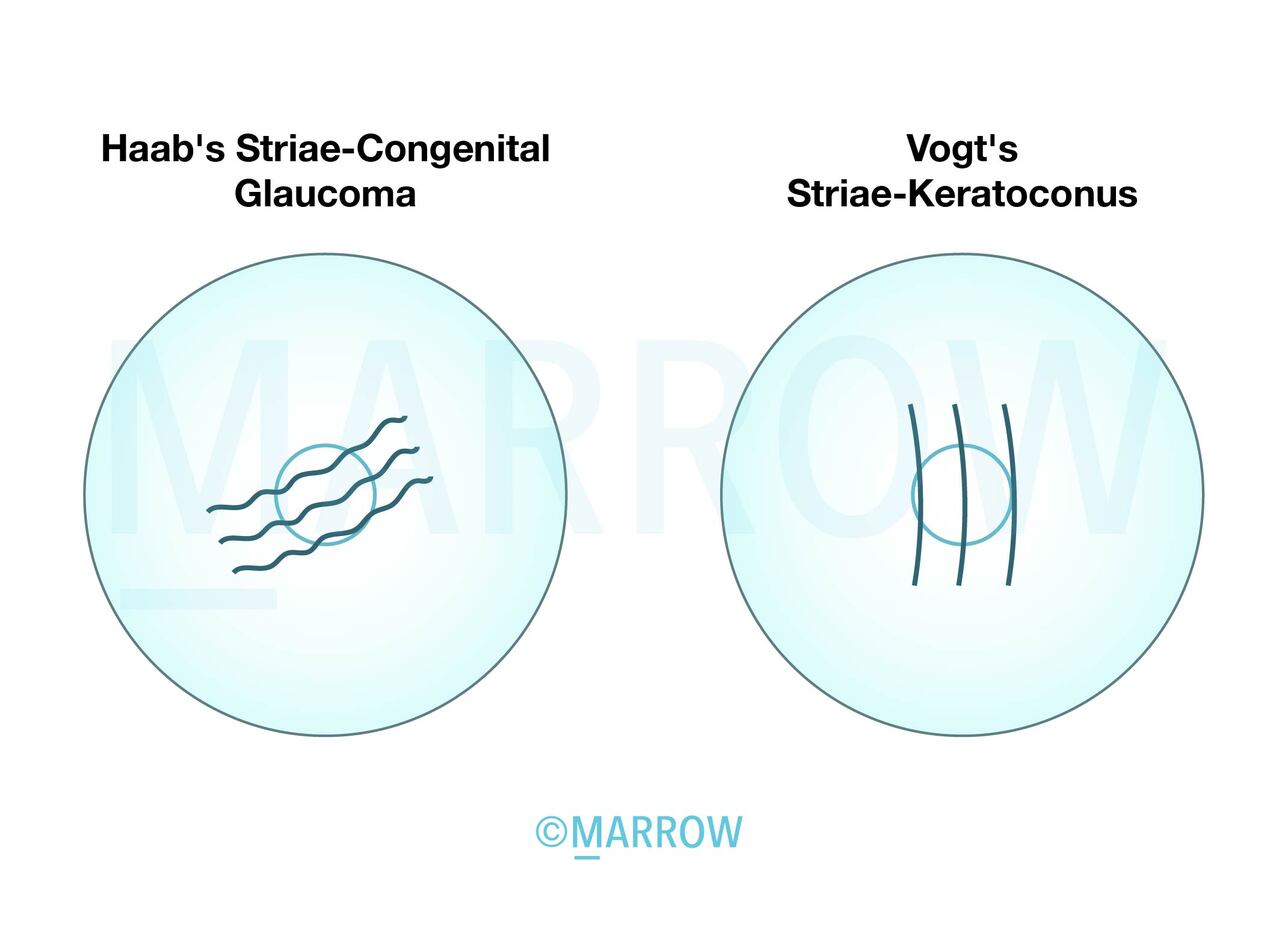 Haab's Striae-Congenital
Glaucoma
Vogt's
Striae-Keratoconus
MARROW
©MARROW